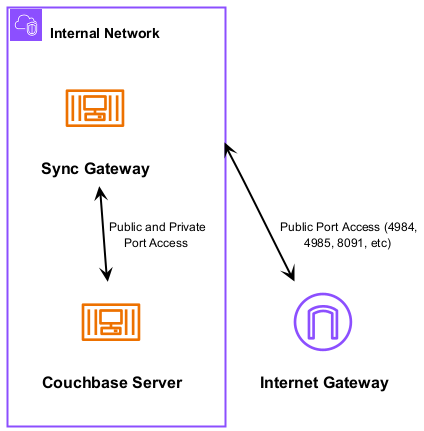 Internal Network
Sync Gateway
Public and Private
Port Access
Public Port Access (4984,
4985, 8091, etc)
Couchbase Server
Internet Gateway